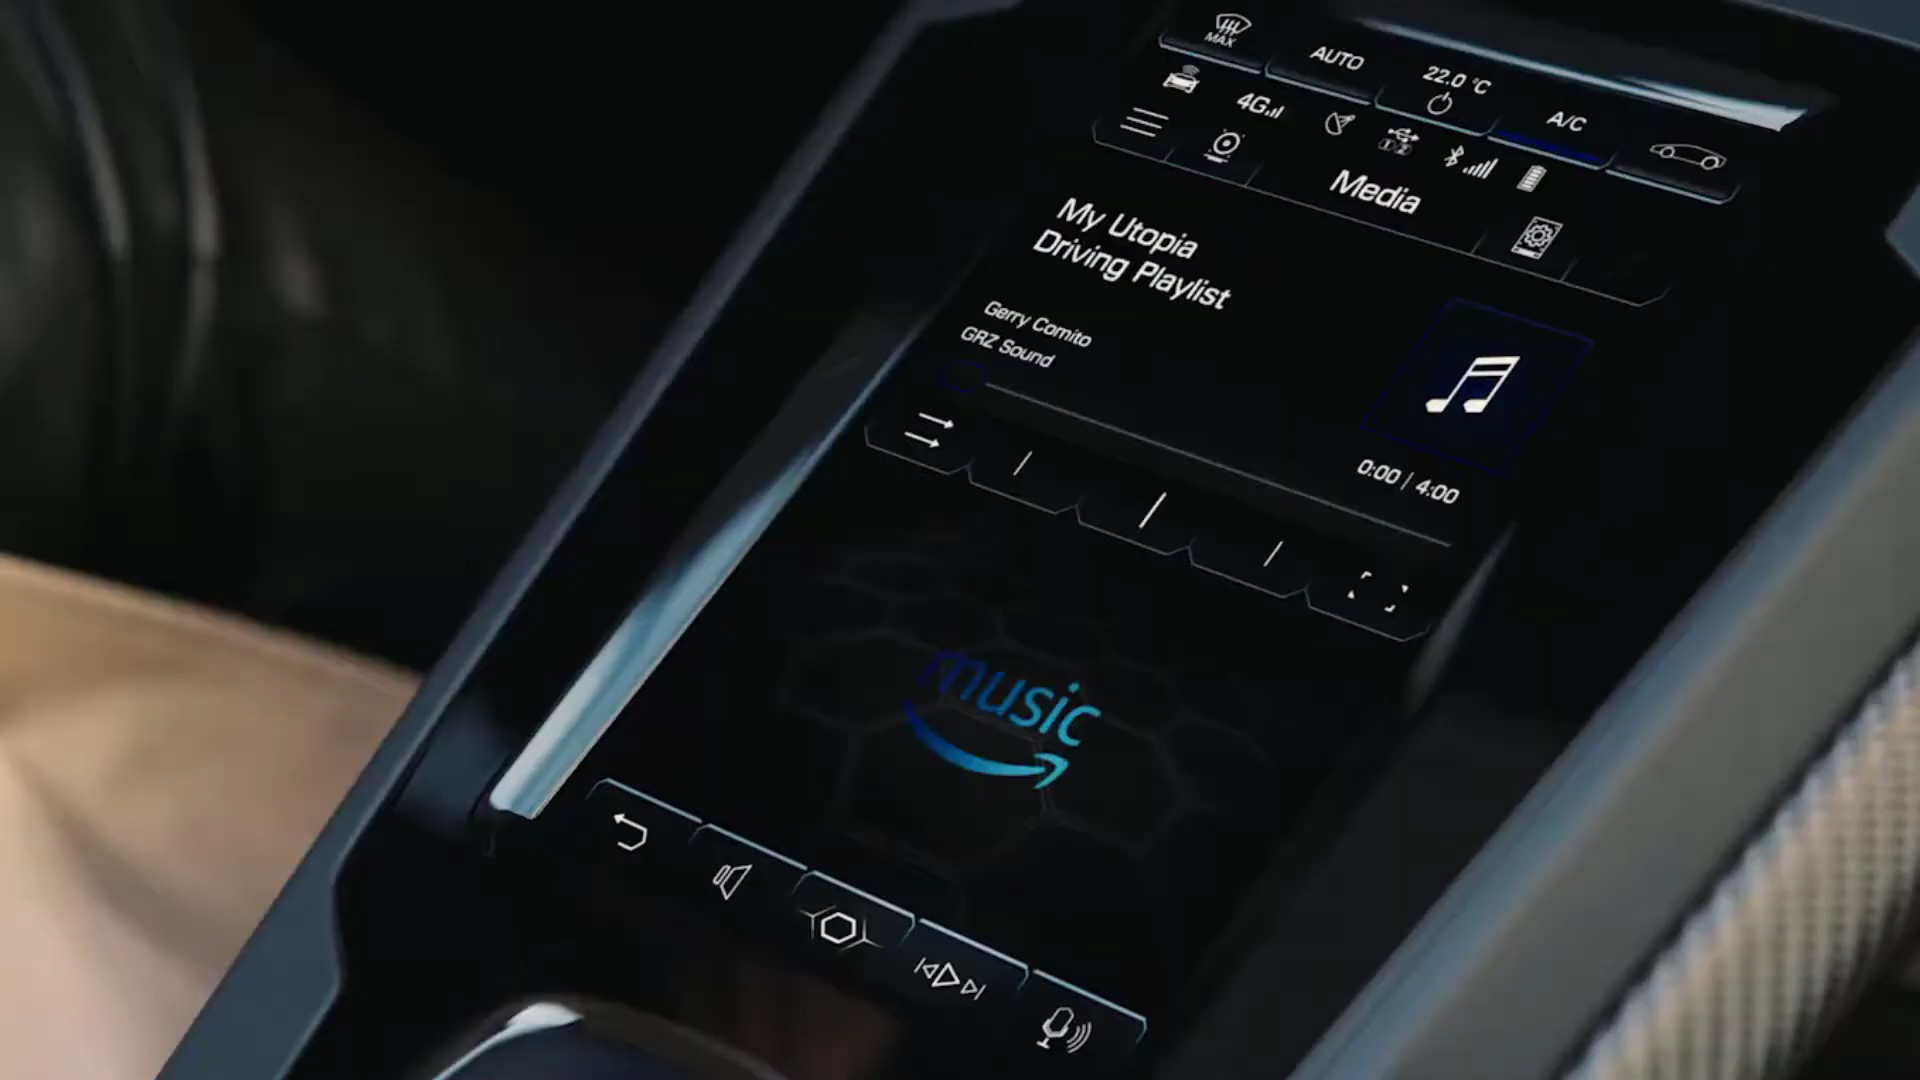 MAX
AUTO
22.0 °C
A/C
4G
Media
My Utopia
Driving Playlist
Gerry Comito
GRZ Sound
0:00 | 4:00
music